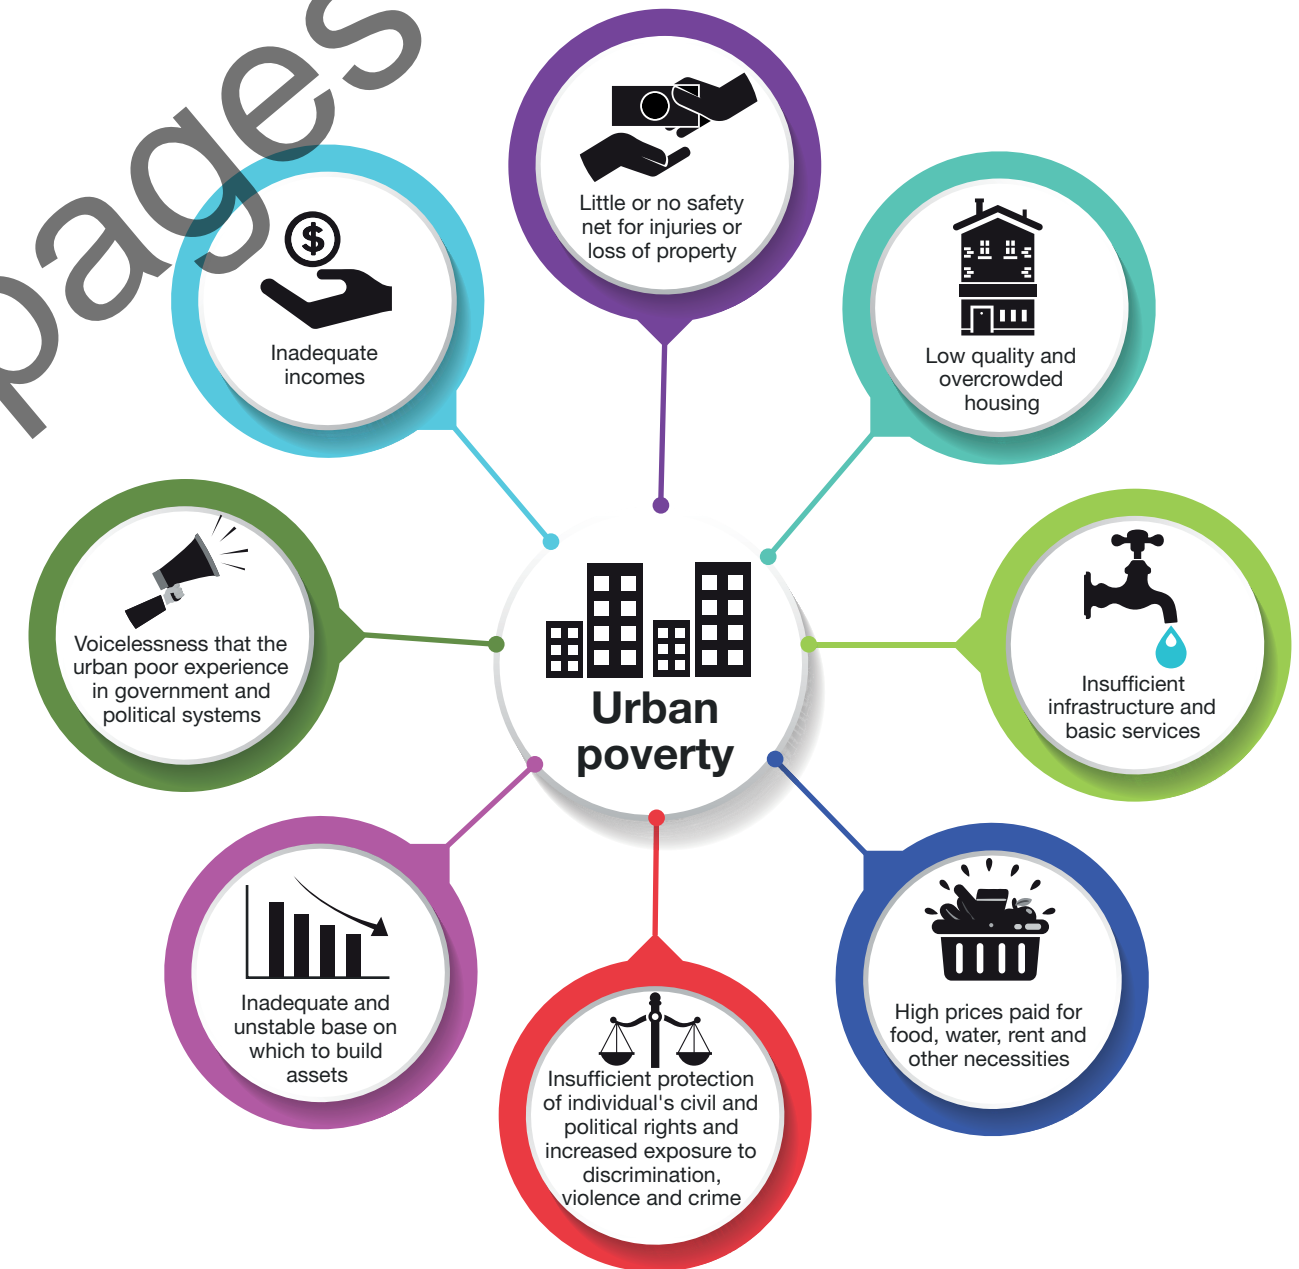 pages
Little or no safety
net for injuries or
loss of property
$
Inadequate
incomes
Low quality and
overcrowded
housing
Voicelessness that the
urban poor experience
in government and
political systems
Insufficient
infrastructure and
basic services
Urban
poverty
Inadequate and
unstable base on
which to build
assets
High prices paid for
food, water, rent and
other necessities
Insufficient protection
of individual's civil and
political rights and
increased exposure to
discrimination,
violence and crime